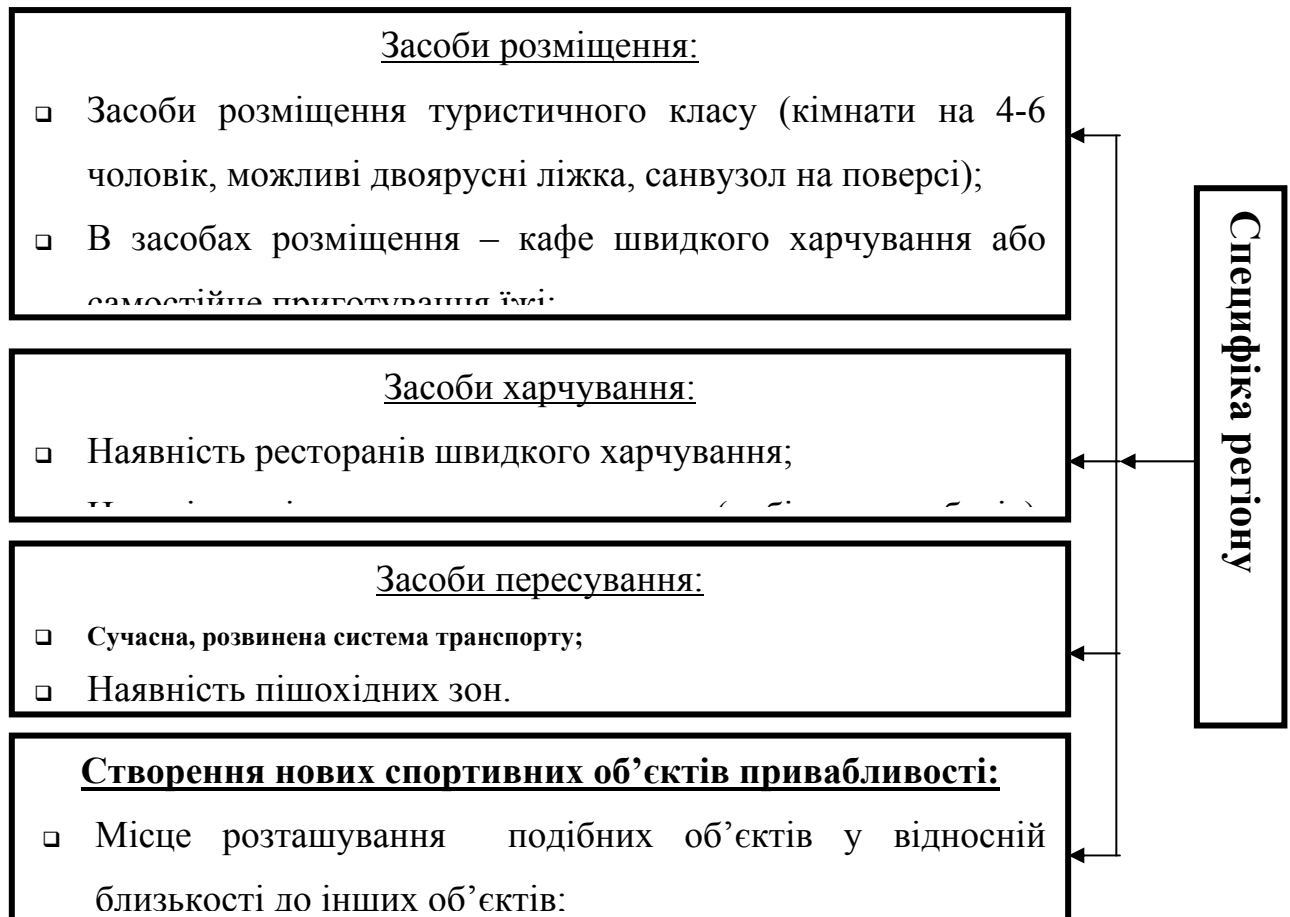 Засоби розміщення:
❑ Засоби розміщення туристичного класу (кімнати на 4-6
чоловік, можливі двоярусні ліжка, санвузол на поверсі);
❑ В засобах розміщення – кафе швидкого харчування або
самостійне приготування їжі;
Засоби харчування:
❑ Наявність ресторанів швидкого харчування;
Засоби пересування:
❑ Сучасна, розвинена система транспорту;
❑ Наявність пішохідних зон.
Створення нових спортивних об’єктів привабливості:
❑ Місце розташування подібних об’єктів у відносній
близькості до інших об’єктів;
Специфіка регіону